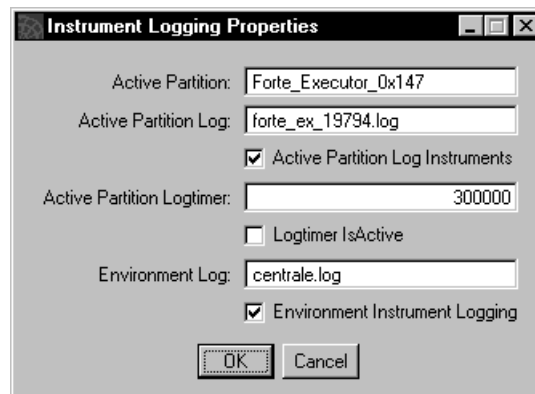 Instrument Logging Properties
Active Partition: Forte_Executor_0x147
Active Partition Log: forte_ex_19794.log
Active Partition Log Instruments
Active Partition Logtimer: 300000
Logtimer IsActive
Environment Log: centrale.log
Environment Instrument Logging
OK Cancel